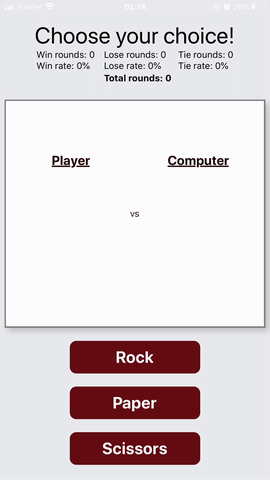 Viettel 02:14 26%
Choose your choice!
Win rounds: 0 Lose rounds: 0 Tie rounds: 0
Win rate: 0% Lose rate: 0% Tie rate: 0%
Total rounds: 0
Player Computer
vs
Rock
Paper
Scissors